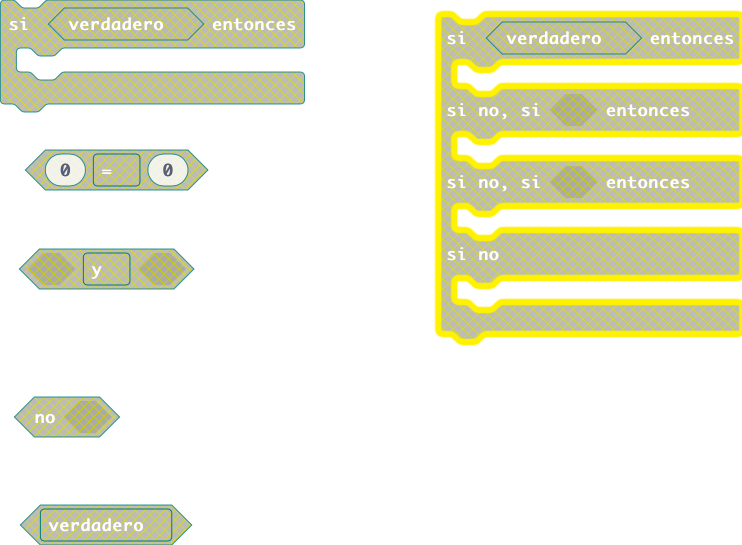 si verdadero entonces
0 = 0
y
no
verdadero
si verdadero entonces
si no, si entonces
si no, si entonces
si no